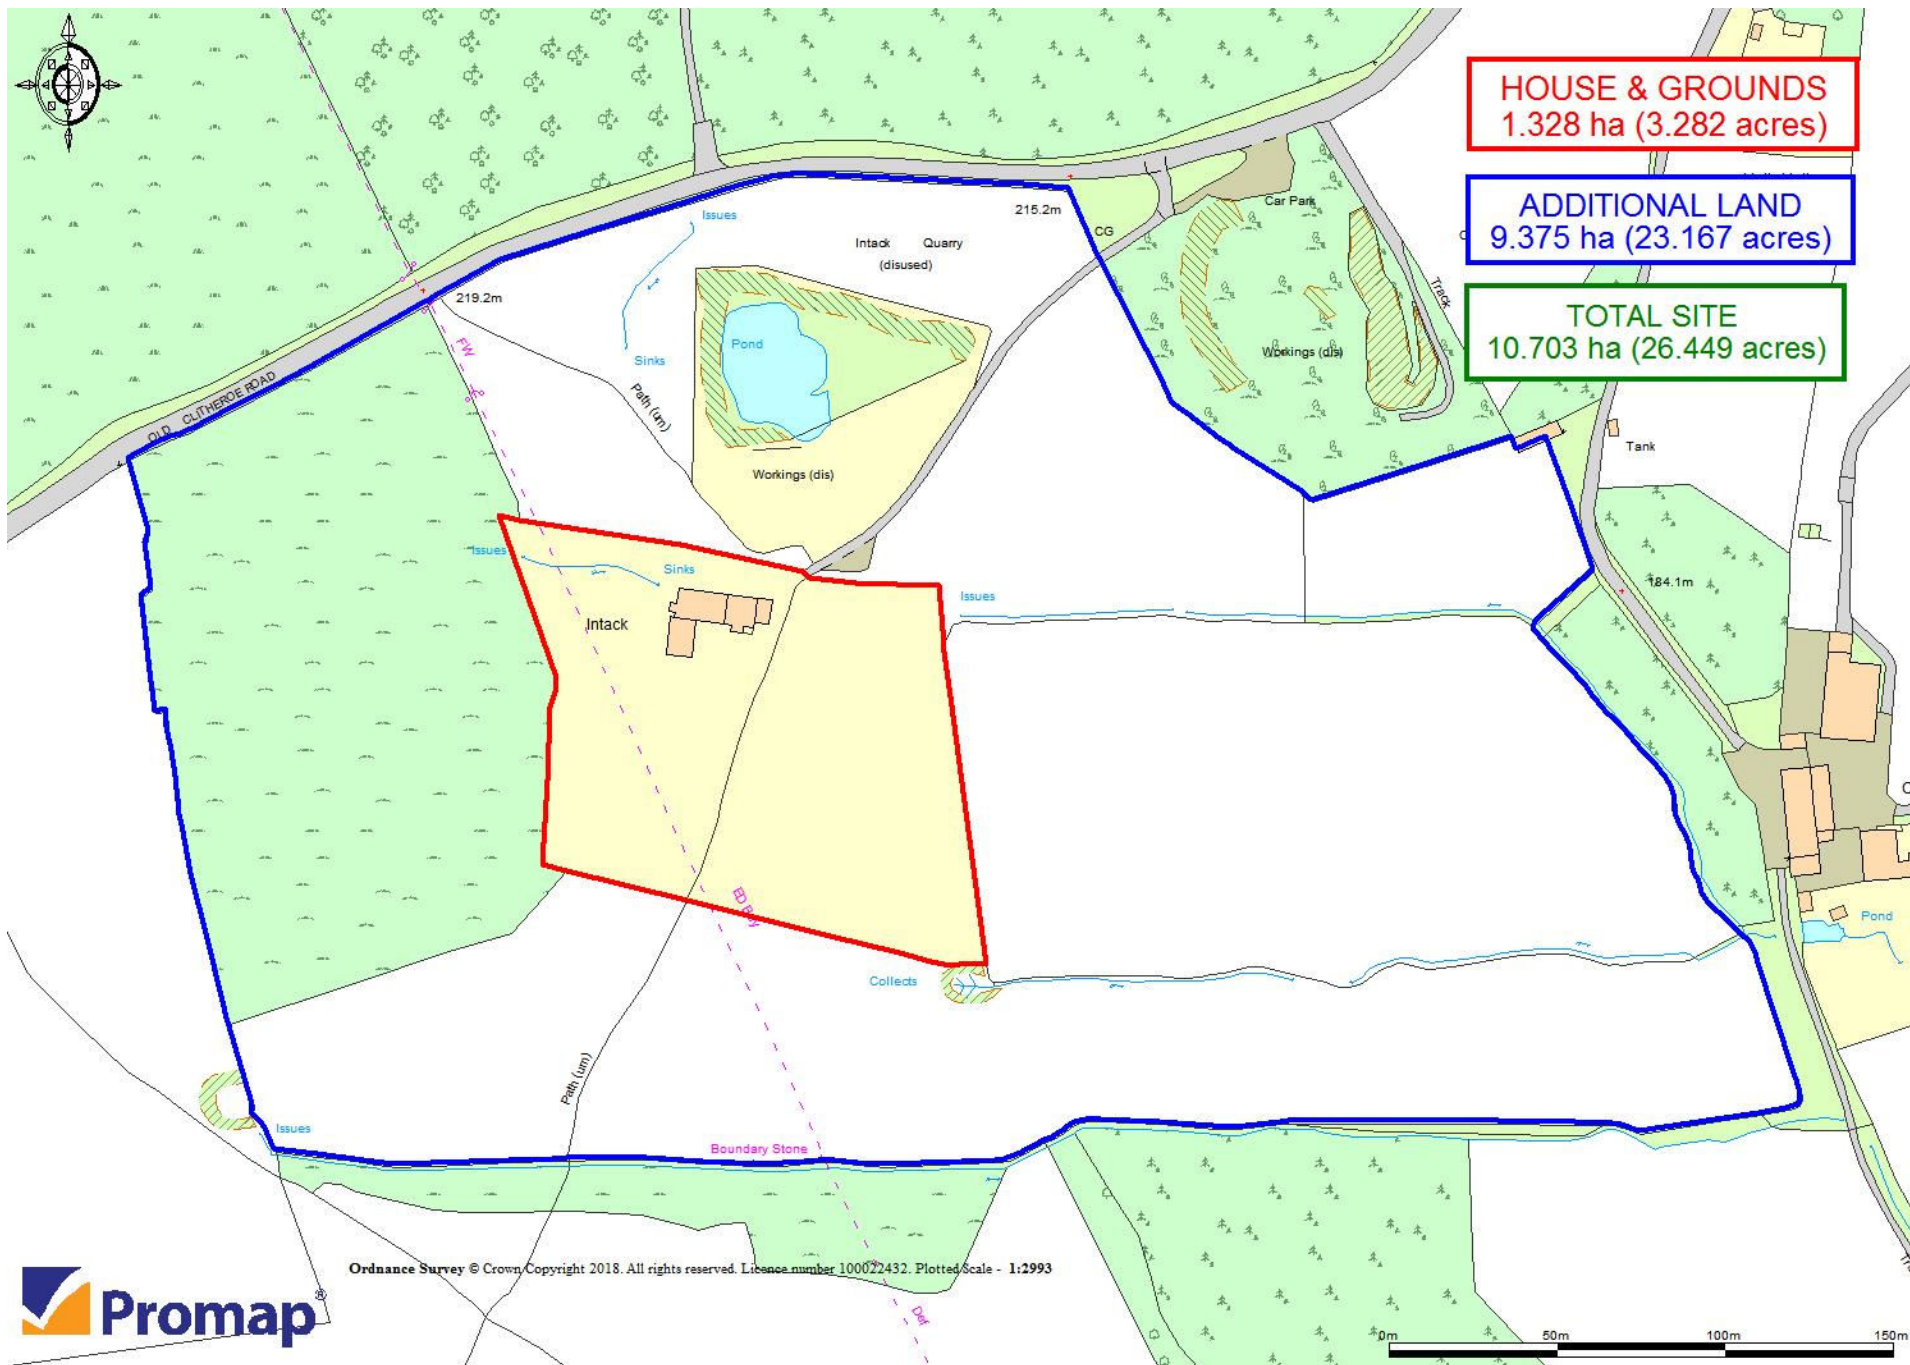 HOUSE & GROUNDS
1.328 ha (3.282 acres)
ADDITIONAL LAND
9.375 ha (23.167 acres)
TOTAL SITE
10.703 ha (26.449 acres)
Issues
215.2m
Car Park
CG
Intack Quarry
(disused)
Track
219.2m
FW
Sinks
Pond
Path (um)
Workings (dis)
Workings (dis)
OLD CLITHEROE ROAD
Tank
Issues
Sinks
Intack
Issues
184.1m
ED Bdy
Pond
Collects
Path (um)
Issues
Boundary Stone
Def
Ordnance Survey © Crown Copyright 2018. All rights reserved. Licence number 100022432. Plotted Scale - 1:2993
Promap®
0m 50m 100m 150m